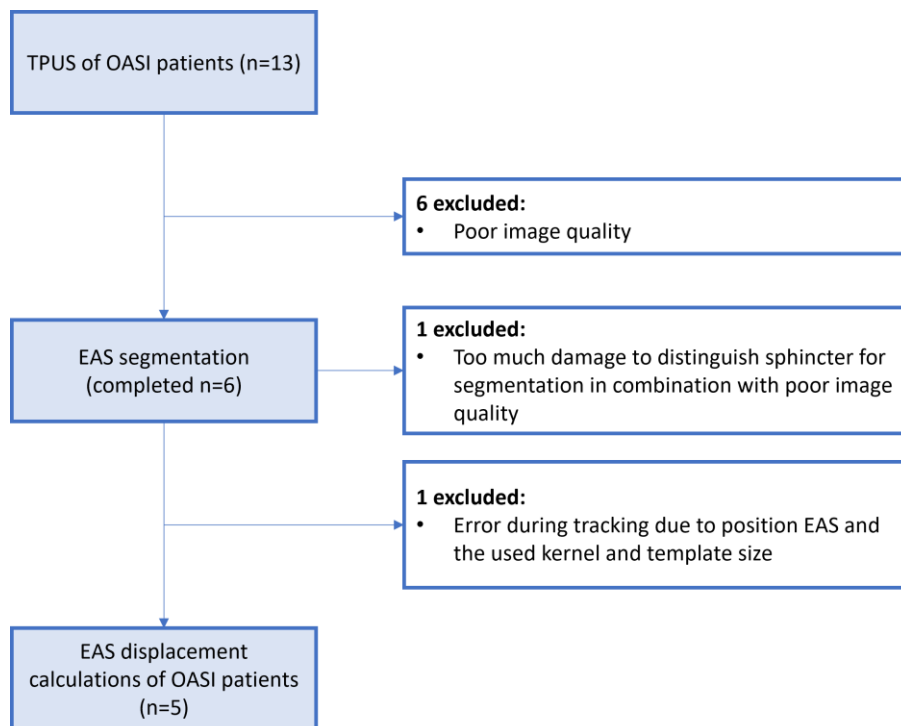 TPUS of OASI patients (n=13)
6 excluded:
• Poor image quality
EAS segmentation
(completed n=6)
1 excluded:
• Too much damage to distinguish sphincter for
segmentation in combination with poor image
quality
1 excluded:
• Error during tracking due to position EAS and
the used kernel and template size
EAS displacement
calculations of OASI patients
(n=5)